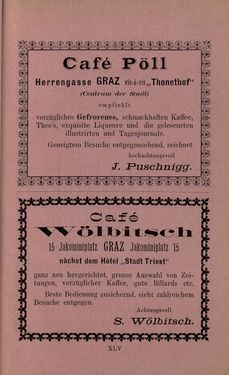 Café Pöll
Herrengasse GRAZ vis-à-vis „Thonethof“
(Centrum der Stadt)
empfiehlt
vorzügliches Gefrorenes, schmackhaften Kaffee,
Thee's, exquisite Liqueure und die gelesensten
illustrirten und Tagesjournale.
Geneigtem Besuche entgegensehend, zeichnet
hochachtungsvoll
J. Puschnigg.
Café
Wölbitsch
15 Jakominiplatz GRAZ Jakominiplatz 15
nächst dem Hôtel „Stadt Triest“
ganz neu hergerichtet, grosse Auswahl von Zei-
tungen, vorzüglicher Kaffee, gute Billards etc.
Beste Bedienung zusichernd, sieht zahlreichem
Besuche entgegen.
Achtungsvoll
S. Wölbitsch.
XLV